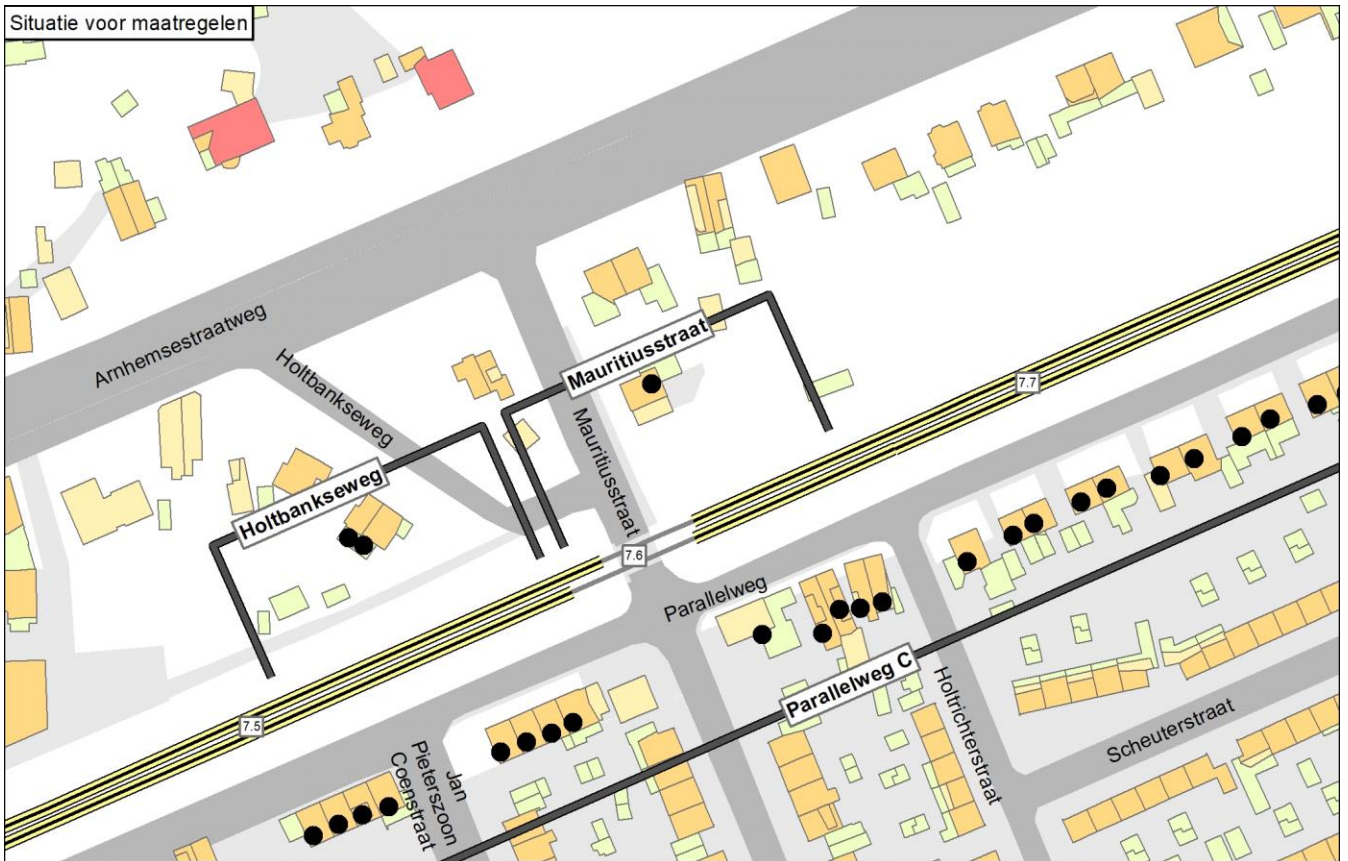 Situatie voor maatregelen
Arnhemsestraatweg
Holtbankseweg
Mauritiusstraat
Mauritiusstraat
Holtbankseweg
7.7
7.6
7.5
Parallelweg
Parallelweg C
Holtrichterstraat
Scheuterstraat
Jan
Pieterszoon
Coenstraat